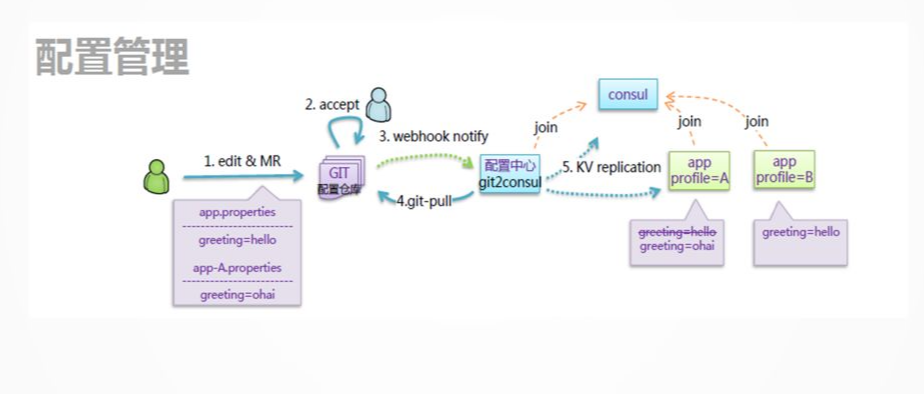 配置管理
2. accept
consul
3. webhook notify
join
join
join
1. edit & MR
GIT
配置仓库
配置中心
git2consul
5. KV replication
app
profile=A
app
profile=B
4.git-pull
app.properties
greeting=hello
app-A.properties
greeting=ohai
greeting=hello
greeting=ohai
greeting=hello